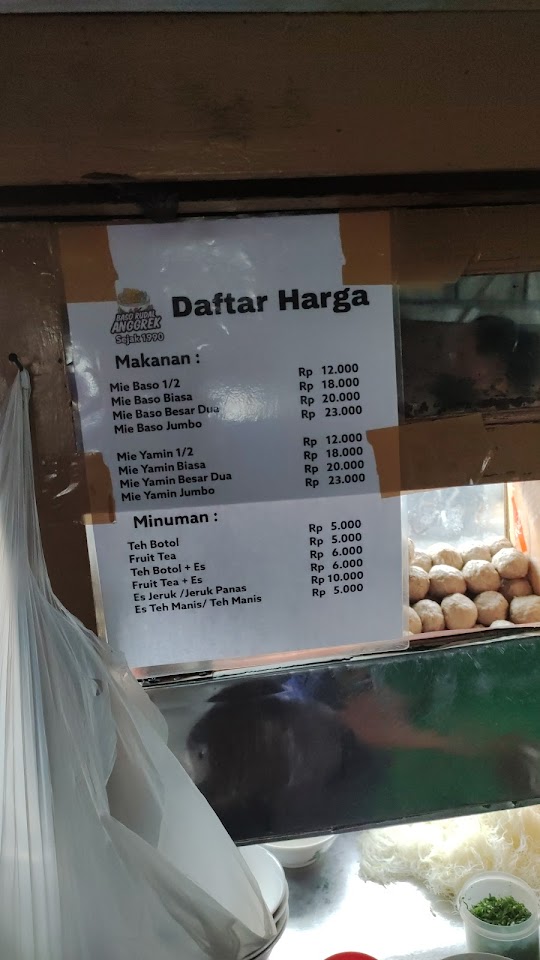 BASO RUDAL
ANGGREK
Sejak 1990
Daftar Harga
Makanan :
Mie Baso 1/2 Rp 12.000
Mie Baso Biasa Rp 18.000
Mie Baso Besar Dua Rp 20.000
Mie Baso Jumbo Rp 23.000
Mie Yamin 1/2 Rp 12.000
Mie Yamin Biasa Rp 18.000
Mie Yamin Besar Dua Rp 20.000
Mie Yamin Jumbo Rp 23.000
Minuman :
Teh Botol Rp 5.000
Fruit Tea Rp 5.000
Teh Botol + Es Rp 6.000
Fruit Tea + Es Rp 6.000
Es Jeruk /Jeruk Panas Rp 10.000
Es Teh Manis/ Teh Manis Rp 5.000